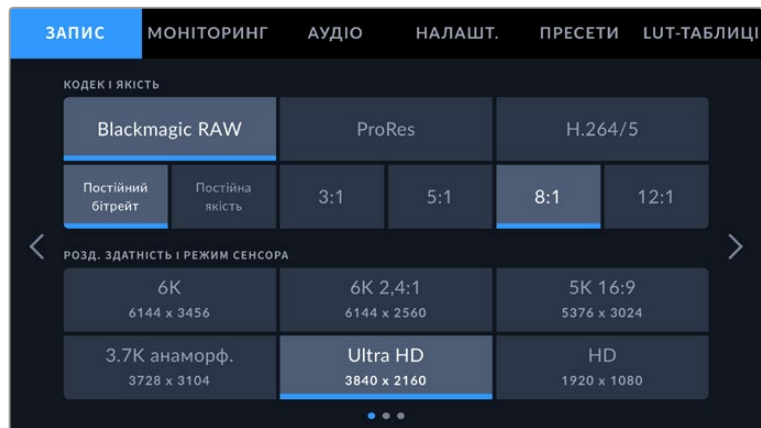 ЗАПИС МОНІТОРИНГ АУДІО НАЛАШТ. ПРЕСЕТИ LUT-ТАБЛИЦІ
КОДЕК І ЯКІСТЬ
Blackmagic RAW ProRes H.264/5
Постійний бітрейт Постійна якість 3:1 5:1 8:1 12:1
РОЗД. ЗДАТНІСТЬ І РЕЖИМ СЕНСОРА
6K 6K 2,4:1 5K 16:9
6144 x 3456 6144 x 2560 5376 x 3024
3.7K анаморф. Ultra HD HD
3728 x 3104 3840 x 2160 1920 x 1080